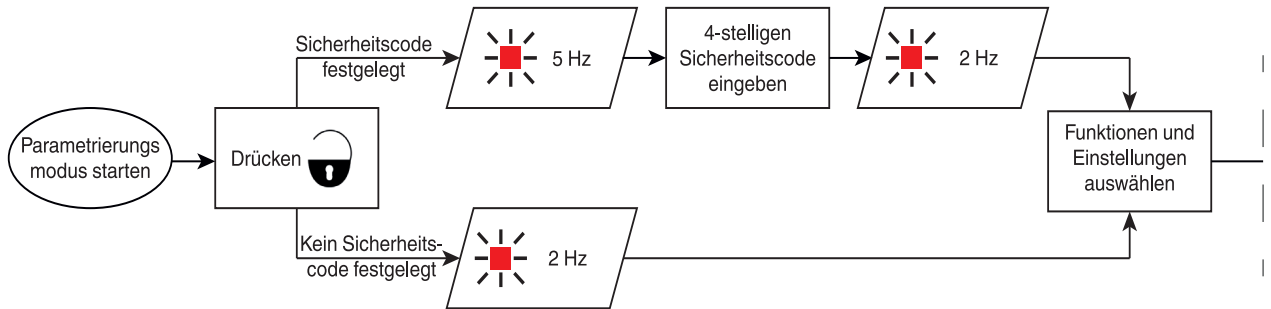 Parametrierungs
modus starten
Drücken
Sicherheitscode
festgelegt
5 Hz
4-stelligen
Sicherheitscode
eingeben
2 Hz
Kein Sicherheits-
code festgelegt
2 Hz
Funktionen und
Einstellungen
auswählen